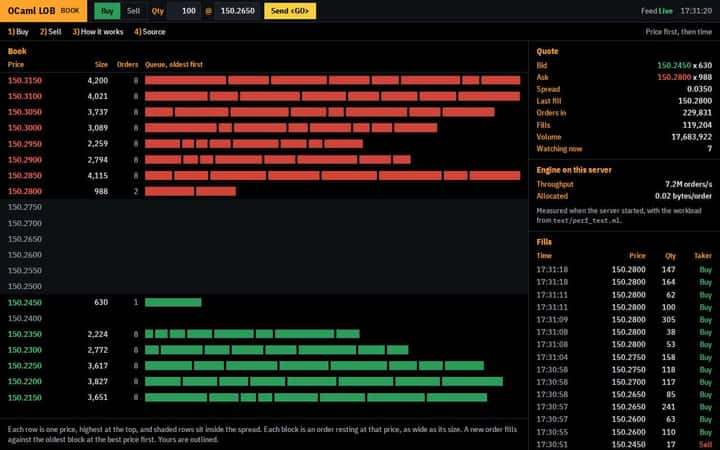 OCaml LOB BOOK Buy Sell Qty 100 @ 150.2650 Send <GO> Feed Live 17:31:20
1) Buy 2) Sell 3) How it works 4) Source Price first, then time
Book
Price Size Orders Queue, oldest first
150.3150 4,200 8
150.3100 4,021 8
150.3050 3,737 8
150.3000 3,089 8
150.2950 2,259 8
150.2900 2,794 8
150.2850 4,115 8
150.2800 988 2
150.2750
150.2700
150.2650
150.2600
150.2550
150.2500
150.2450 630 1
150.2400
150.2350 2,224 8
150.2300 2,772 8
150.2250 3,617 8
150.2200 3,827 8
150.2150 3,651 8
Each row is one price, highest at the top, and shaded rows sit inside the spread. Each block is an order resting at that price, as wide as its size. A new order fills
against the oldest block at the best price first. Yours are outlined.
Quote
Bid 150.2450 x 630
Ask 150.2800 x 988
Spread 0.0350
Last fill 150.2800
Orders in 229,831
Fills 119,204
Volume 17,683,922
Watching now 7
Engine on this server
Throughput 7.2M orders/s
Allocated 0.02 bytes/order
Measured when the server started, with the workload
from test/perf_test.ml.
Fills
Time Price Qty Taker
17:31:18 150.2800 147 Buy
17:31:18 150.2800 164 Buy
17:31:11 150.2800 62 Buy
17:31:11 150.2800 100 Buy
17:31:09 150.2800 305 Buy
17:31:08 150.2800 38 Buy
17:31:08 150.2800 53 Buy
17:31:04 150.2750 158 Buy
17:30:58 150.2750 118 Buy
17:30:58 150.2700 117 Buy
17:30:58 150.2650 85 Buy
17:30:57 150.2650 241 Buy
17:30:57 150.2600 63 Buy
17:30:55 150.2600 110 Buy
17:30:51 150.2450 17 Sell